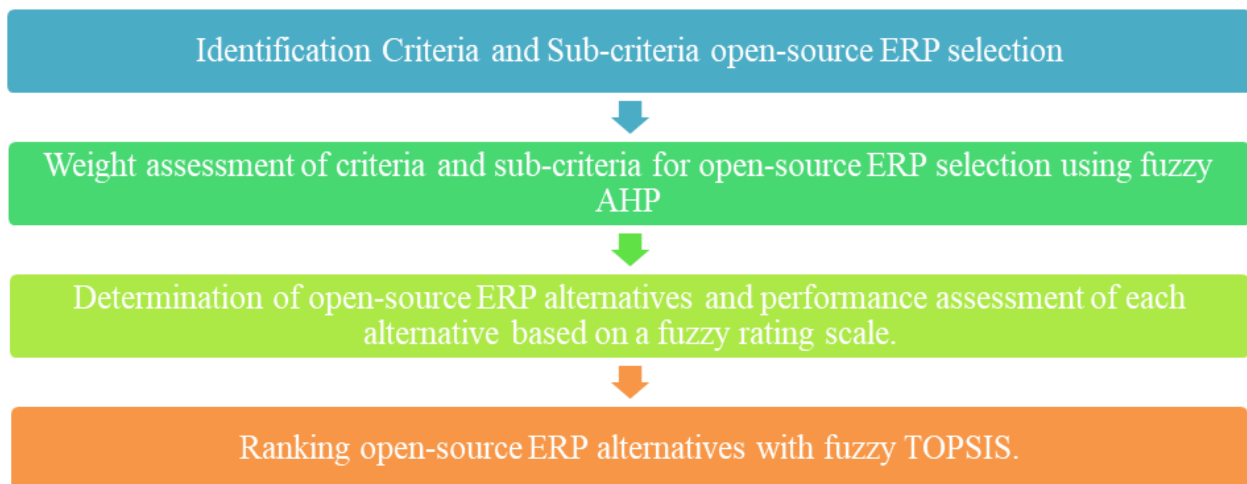 Identification Criteria and Sub-criteria open-source ERP selection
Weight assessment of criteria and sub-criteria for open-source ERP selection using fuzzy
AHP
Determination of open-source ERP alternatives and performance assessment of each
alternative based on a fuzzy rating scale.
Ranking open-source ERP alternatives with fuzzy TOPSIS.